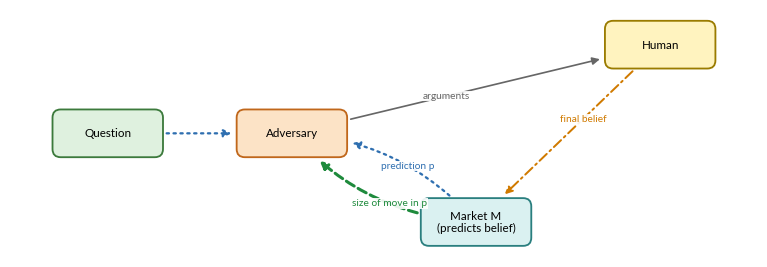 Human
arguments
final belief
Question
Adversary
prediction p
size of move in p
Market M
(predicts belief)